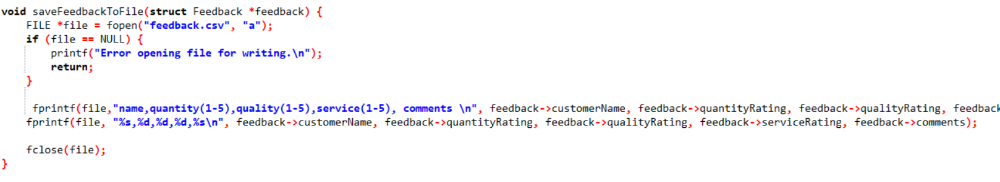 void saveFeedbackToFile(struct Feedback *feedback) {
    FILE *file = fopen("feedback.csv", "a");
    if (file == NULL) {
        printf("Error opening file for writing.\n");
        return;
    }

     fprintf(file,"name,quantity(1-5),quality(1-5),service(1-5), comments \n", feedback->customerName, feedback->quantityRating, feedback->qualityRating, feedback
    fprintf(file, "%s,%d,%d,%d,%s\n", feedback->customerName, feedback->quantityRating, feedback->qualityRating, feedback->serviceRating, feedback->comments);

    fclose(file);
}